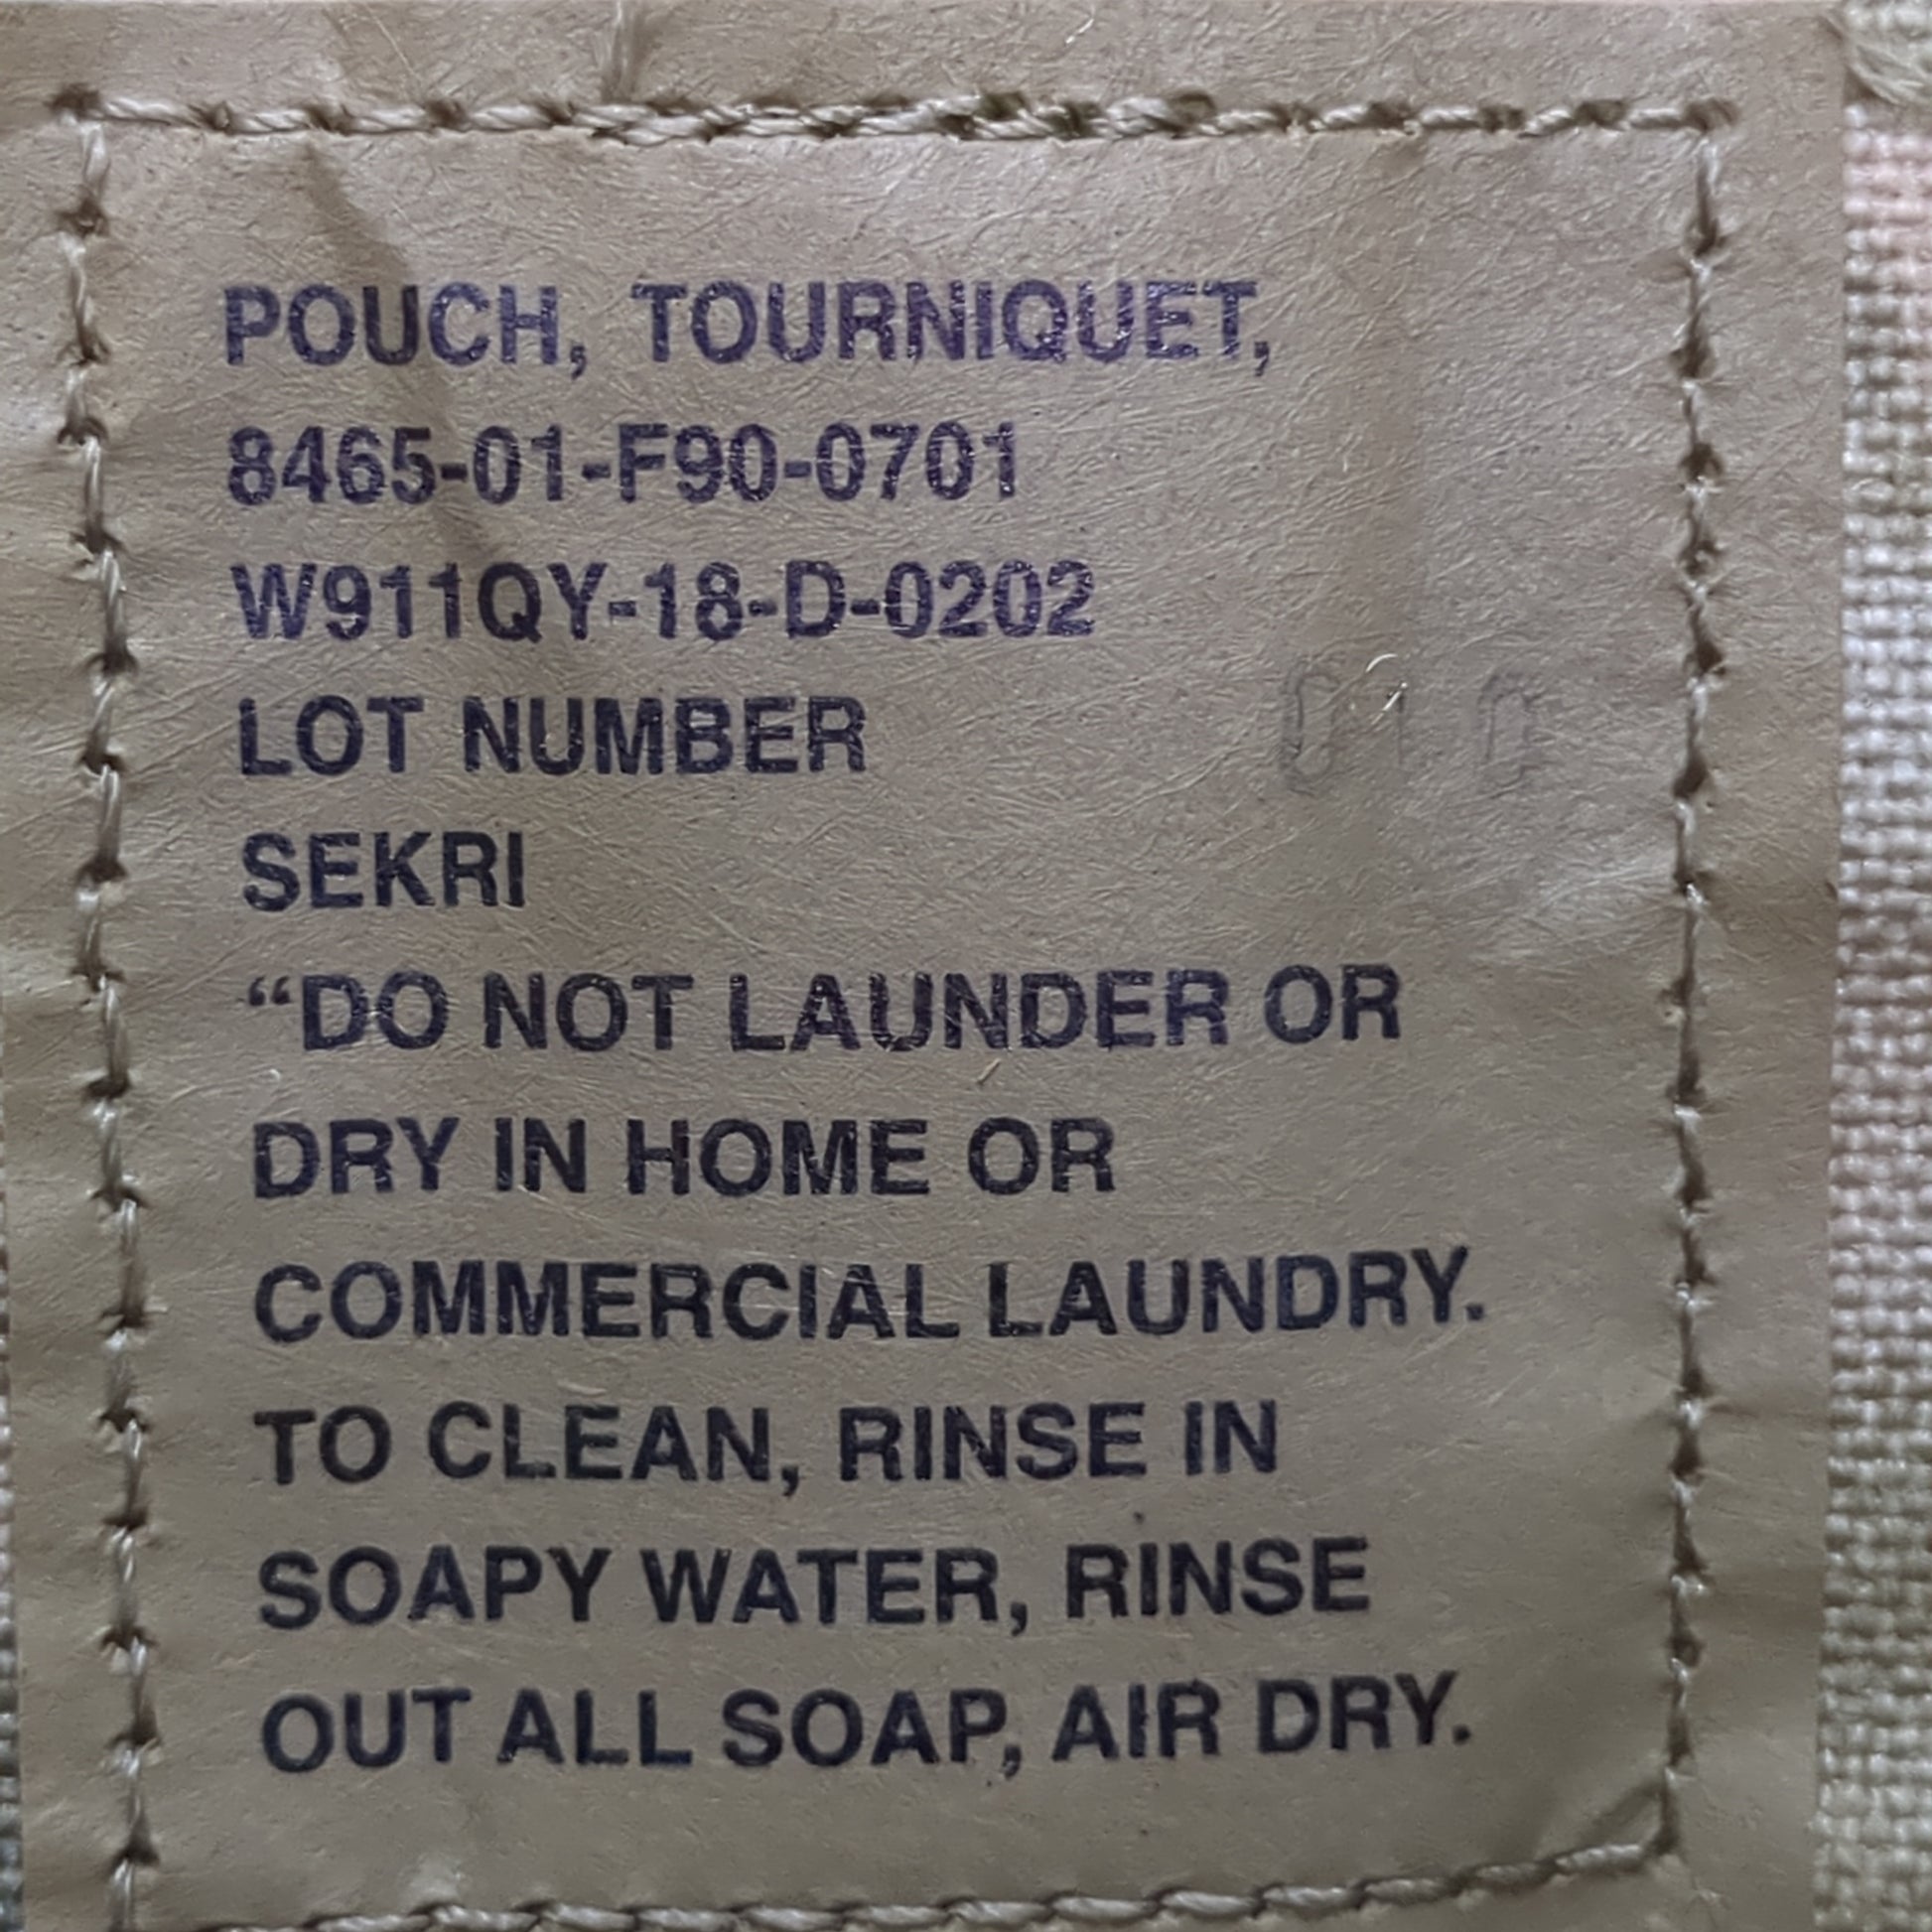 POUCH, TOURNIQUET,
8465-01-F90-0701
W911QY-18-D-0202
LOT NUMBER
SEKRI
“DO NOT LAUNDER OR
DRY IN HOME OR
COMMERCIAL LAUNDRY.
TO CLEAN, RINSE IN
SOAPY WATER, RINSE
OUT ALL SOAP, AIR DRY.